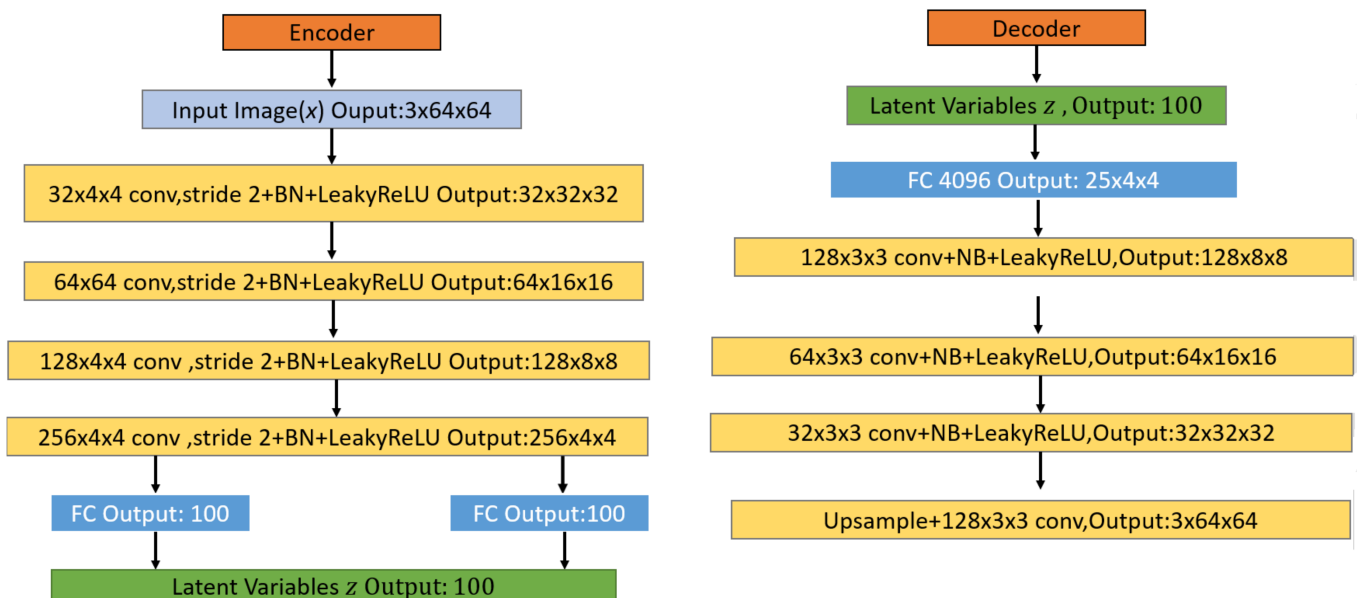 Encoder
Input Image(x) Ouput:3x64x64
32x4x4 conv,stride 2+BN+LeakyReLU Output:32x32x32
64x64 conv,stride 2+BN+LeakyReLU Output:64x16x16
128x4x4 conv ,stride 2+BN+LeakyReLU Output:128x8x8
256x4x4 conv ,stride 2+BN+LeakyReLU Output:256x4x4
FC Output: 100
FC Output:100
Latent Variables z Output: 100
Decoder
Latent Variables z , Output: 100
FC 4096 Output: 25x4x4
128x3x3 conv+NB+LeakyReLU,Output:128x8x8
64x3x3 conv+NB+LeakyReLU,Output:64x16x16
32x3x3 conv+NB+LeakyReLU,Output:32x32x32
Upsample+128x3x3 conv,Output:3x64x64